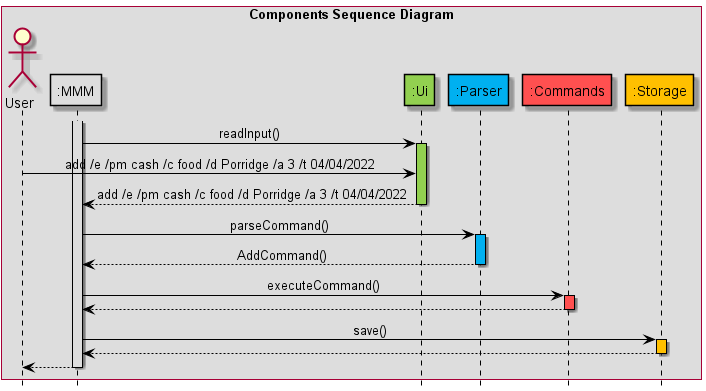 Components Sequence Diagram
User
:MMM
:Ui
:Parser
:Commands
:Storage
readInput()
add /e /pm cash /c food /d Porridge /a 3 /t 04/04/2022
add /e /pm cash /c food /d Porridge /a 3 /t 04/04/2022
parseCommand()
AddCommand()
executeCommand()
save()